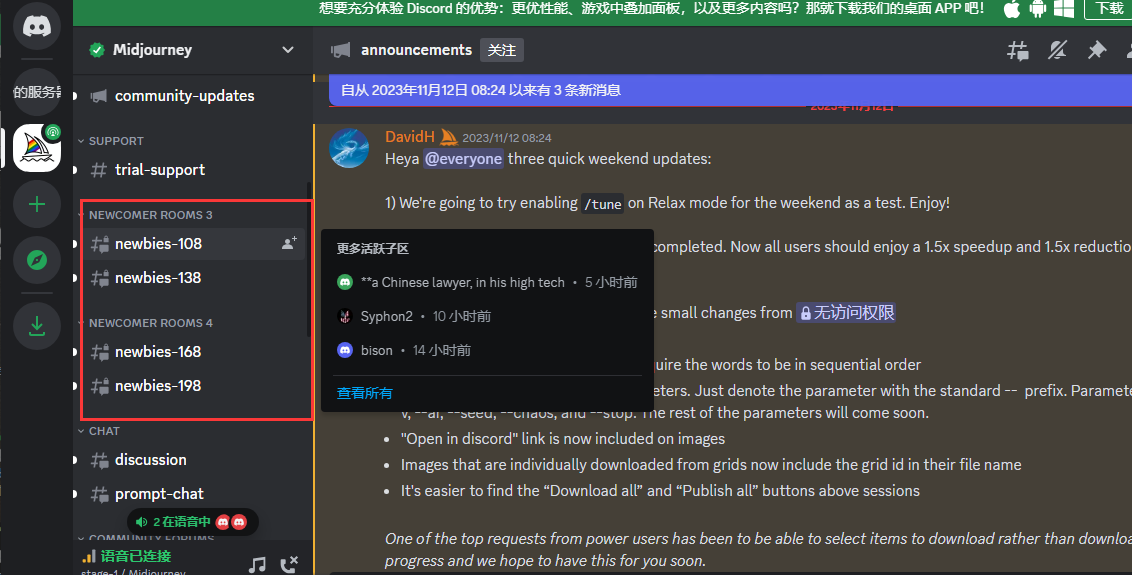 想要充分体验 Discord 的优势：更优性能、游戏中叠加面板，以及更多内容吗？那就下载我们的桌面 APP 吧！
下载
Midjourney
announcements
关注
的服务器
community-updates
SUPPORT
trial-support
NEWCOMER ROOMS 3
newbies-108
newbies-138
NEWCOMER ROOMS 4
newbies-168
newbies-198
CHAT
discussion
prompt-chat
2 在语音中
COMMUNITY FORUMS
语音已连接
stage-1 / Midjourney
自从 2023年11月12日 08:24 以来有 3 条新消息
2023年11月12日
DavidH 2023/11/12 08:24
Heya @everyone three quick weekend updates:
1) We're going to try enabling /tune on Relax mode for the weekend as a test. Enjoy!
completed. Now all users should enjoy a 1.5x speedup and 1.5x reductio
small changes from 无访问权限
uire the words to be in sequential order
eters. Just denote the parameter with the standard -- prefix. Parame
v, --ar, --seed, --chaos, and --stop. The rest of the parameters will come soon.
"Open in discord" link is now included on images
Images that are individually downloaded from grids now include the grid id in their file name
It's easier to find the “Download all” and “Publish all” buttons above sessions
One of the top requests from power users has been to be able to select items to download rather than downloa
progress and we hope to have this for you soon.
更多活跃子区
**a Chinese lawyer, in his high tech • 5 小时前
Syphon2 • 10 小时前
bison • 14 小时前
查看所有